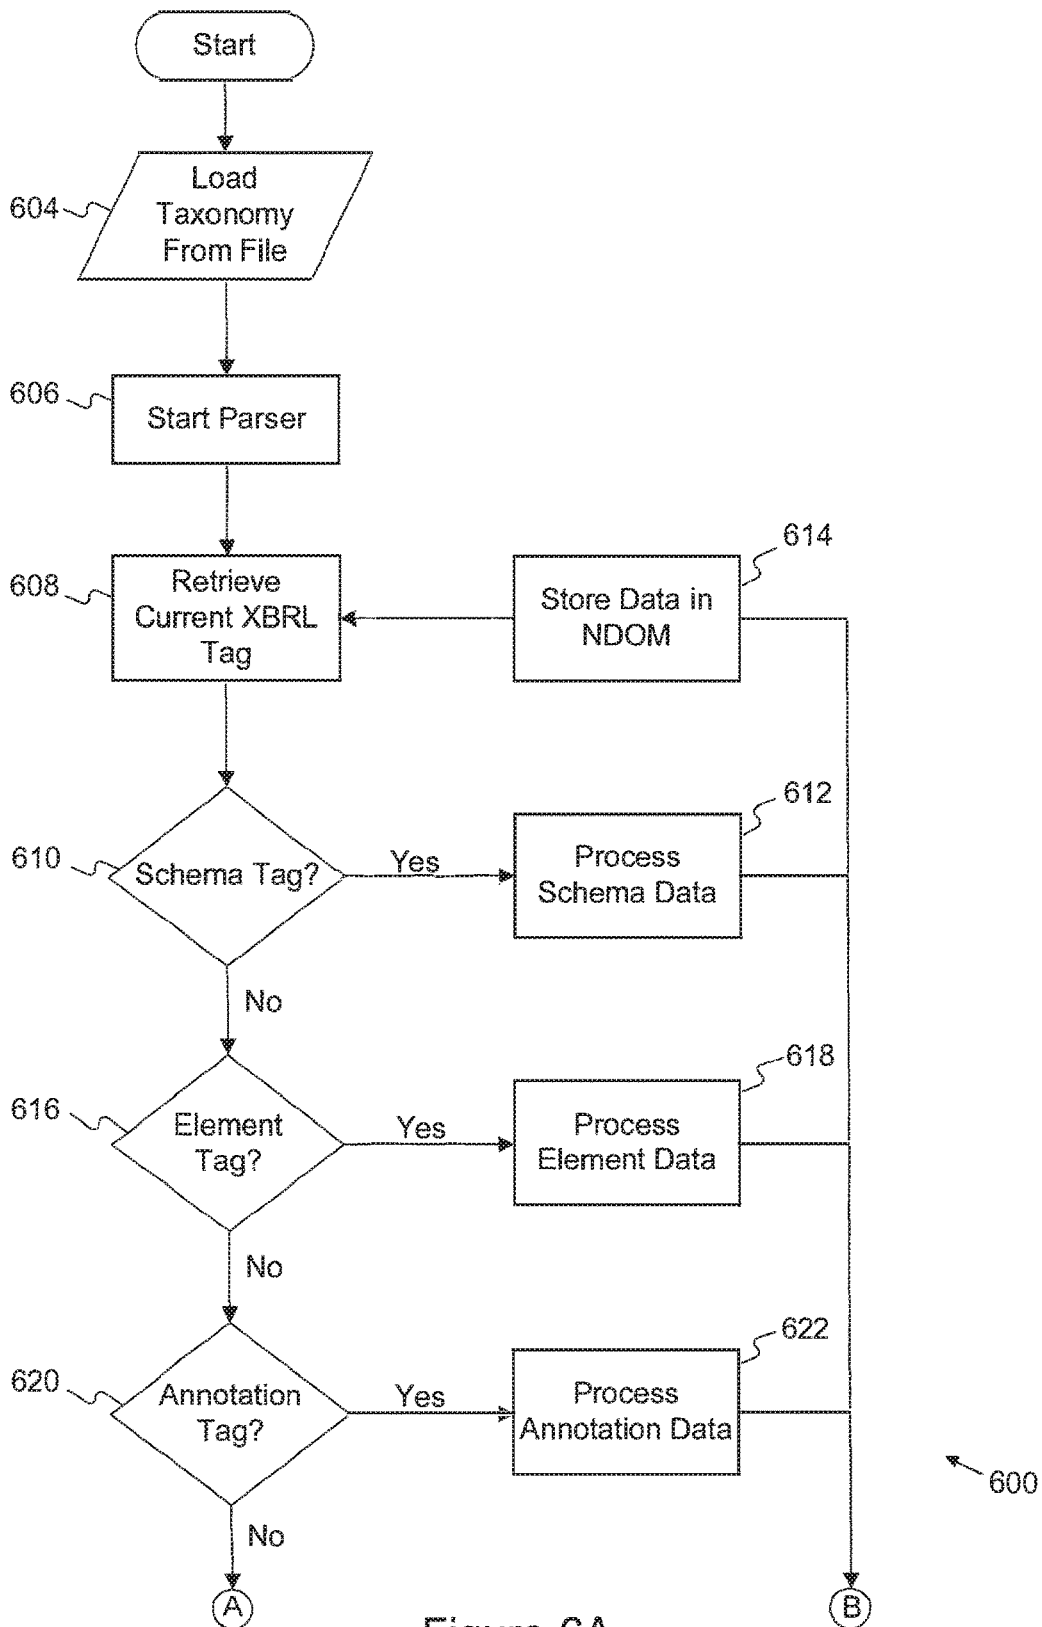 Start
604
Load
Taxonomy
From File
606
Start Parser
608
Retrieve
Current XBRL
Tag
614
Store Data in
NDOM
610
Schema Tag?
Yes
612
Process
Schema Data
No
616
Element
Tag?
Yes
618
Process
Element Data
No
620
Annotation
Tag?
Yes
622
Process
Annotation Data
600
No
A
B
Figure 6A